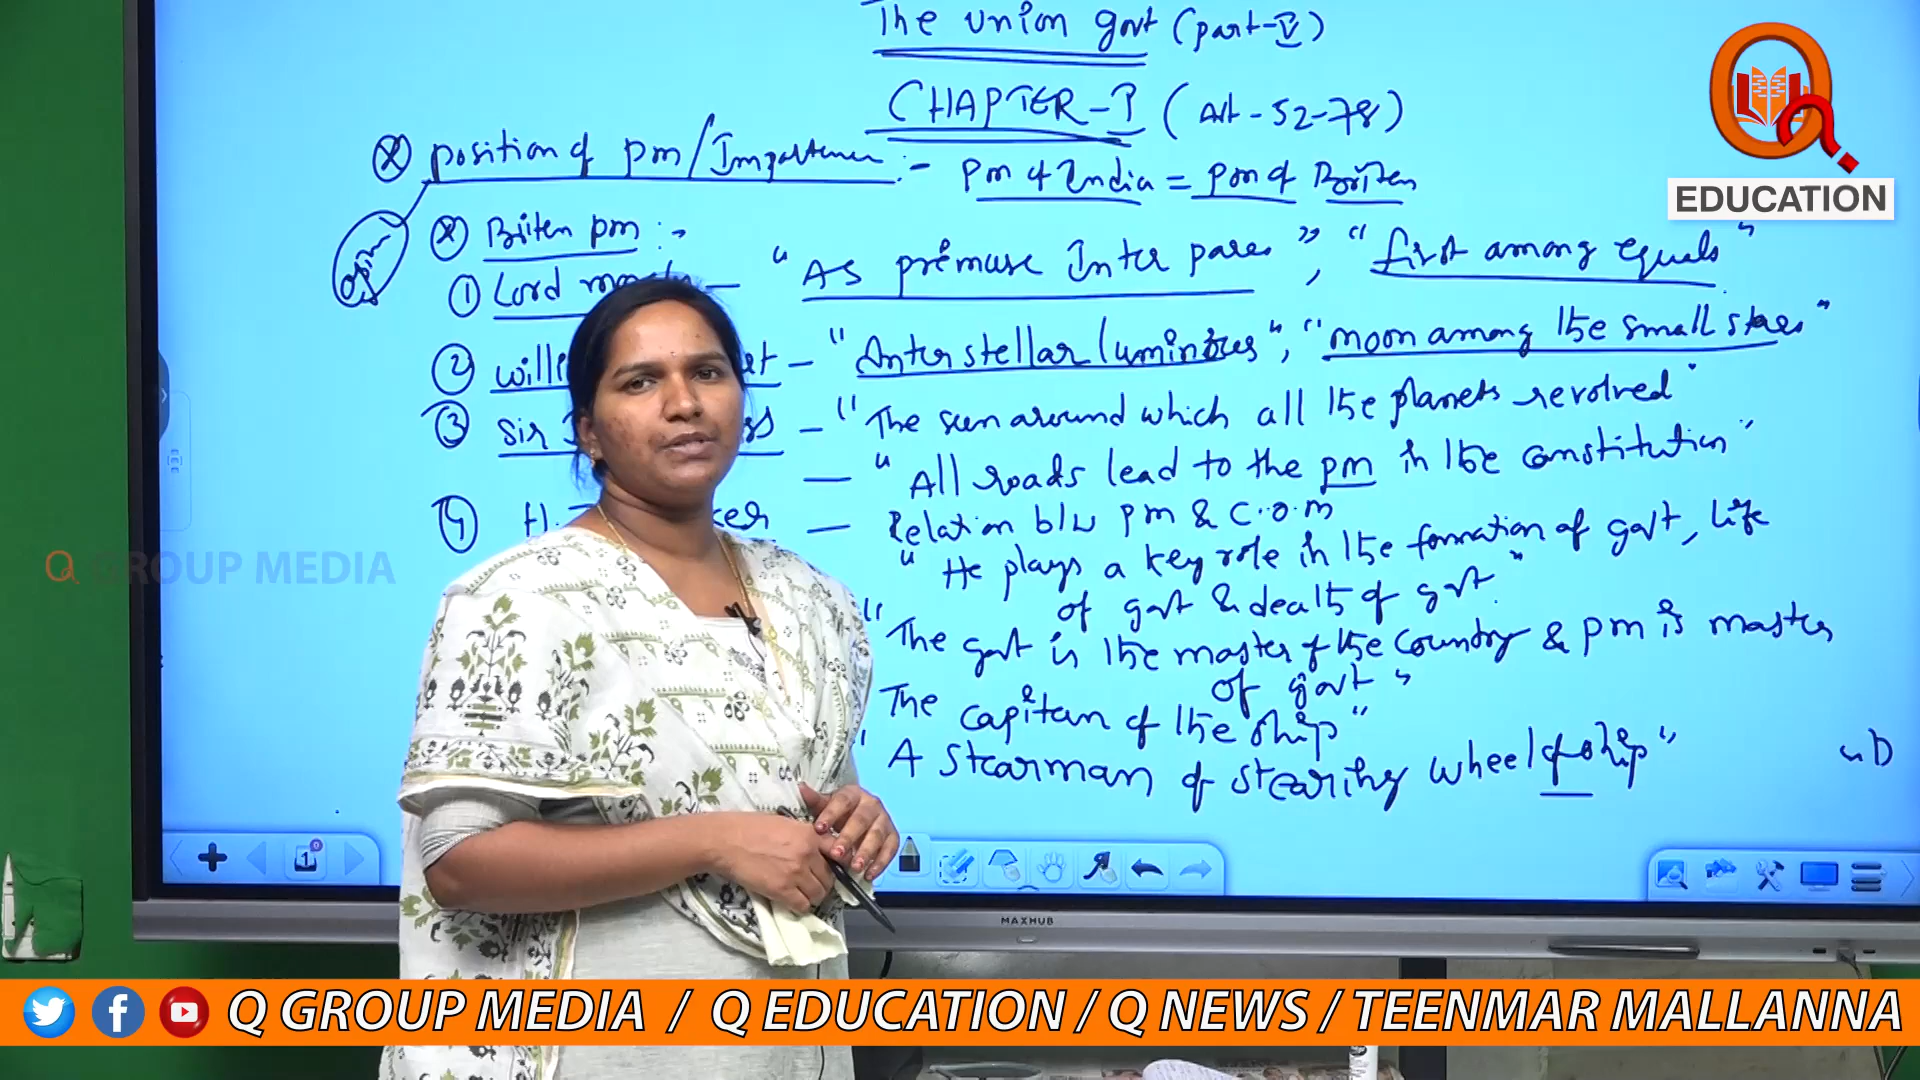 The union govt (part-V)
CHAPTER-I (Art-52-78)
position of pm/Importance :- pm of India = pm of Briten
opinions
Briten pm :-
① Lord — "As premuse Inter pares", "first among equals"
② — "Inter stellar luminious", "moon among the small stars"
③ Sir — "The sun around which all the planets revolved"
— "All roads lead to the pm in the constitution"
④ H. — Relation b/w pm & C.O.M
"He plays a key role in the formation of govt, life
of govt & death of govt"
"The govt is the master of the country & pm is master
of govt"
The capitan of the ship"
"A stearman of stearing wheel of ship"
Q
EDUCATION
Q GROUP MEDIA
MAXHUB
Q GROUP MEDIA / Q EDUCATION / Q NEWS / TEENMAR MALLANNA